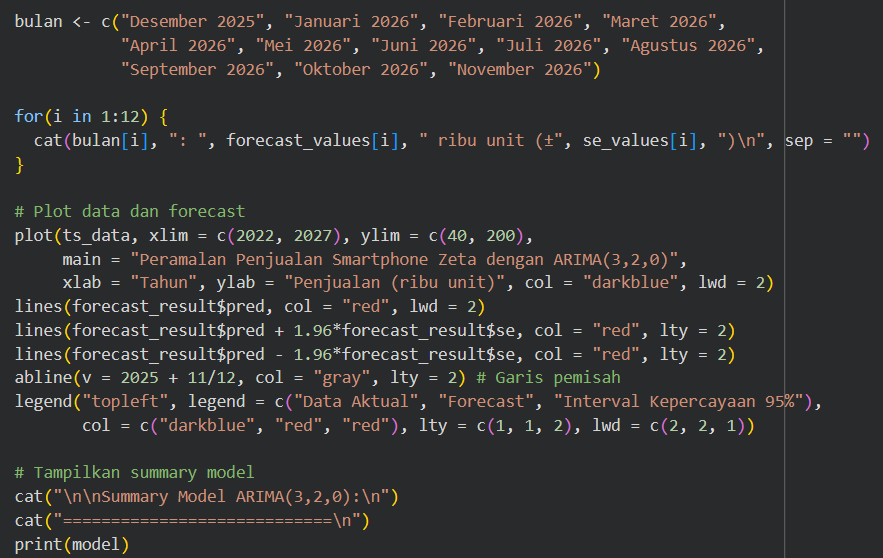 bulan <- c("Desember 2025", "Januari 2026", "Februari 2026", "Maret 2026",
           "April 2026", "Mei 2026", "Juni 2026", "Juli 2026", "Agustus 2026",
           "September 2026", "Oktober 2026", "November 2026")

for(i in 1:12) {
  cat(bulan[i], ": ", forecast_values[i], " ribu unit (±", se_values[i], ")\n", sep = "")
}

# Plot data dan forecast
plot(ts_data, xlim = c(2022, 2027), ylim = c(40, 200),
     main = "Peramalan Penjualan Smartphone Zeta dengan ARIMA(3,2,0)",
     xlab = "Tahun", ylab = "Penjualan (ribu unit)", col = "darkblue", lwd = 2)
lines(forecast_result$pred, col = "red", lwd = 2)
lines(forecast_result$pred + 1.96*forecast_result$se, col = "red", lty = 2)
lines(forecast_result$pred - 1.96*forecast_result$se, col = "red", lty = 2)
abline(v = 2025 + 11/12, col = "gray", lty = 2) # Garis pemisah
legend("topleft", legend = c("Data Aktual", "Forecast", "Interval Kepercayaan 95%"),
       col = c("darkblue", "red", "red"), lty = c(1, 1, 2), lwd = c(2, 2, 1))

# Tampilkan summary model
cat("\n\nSummary Model ARIMA(3,2,0):\n")
cat("============================\n")
print(model)